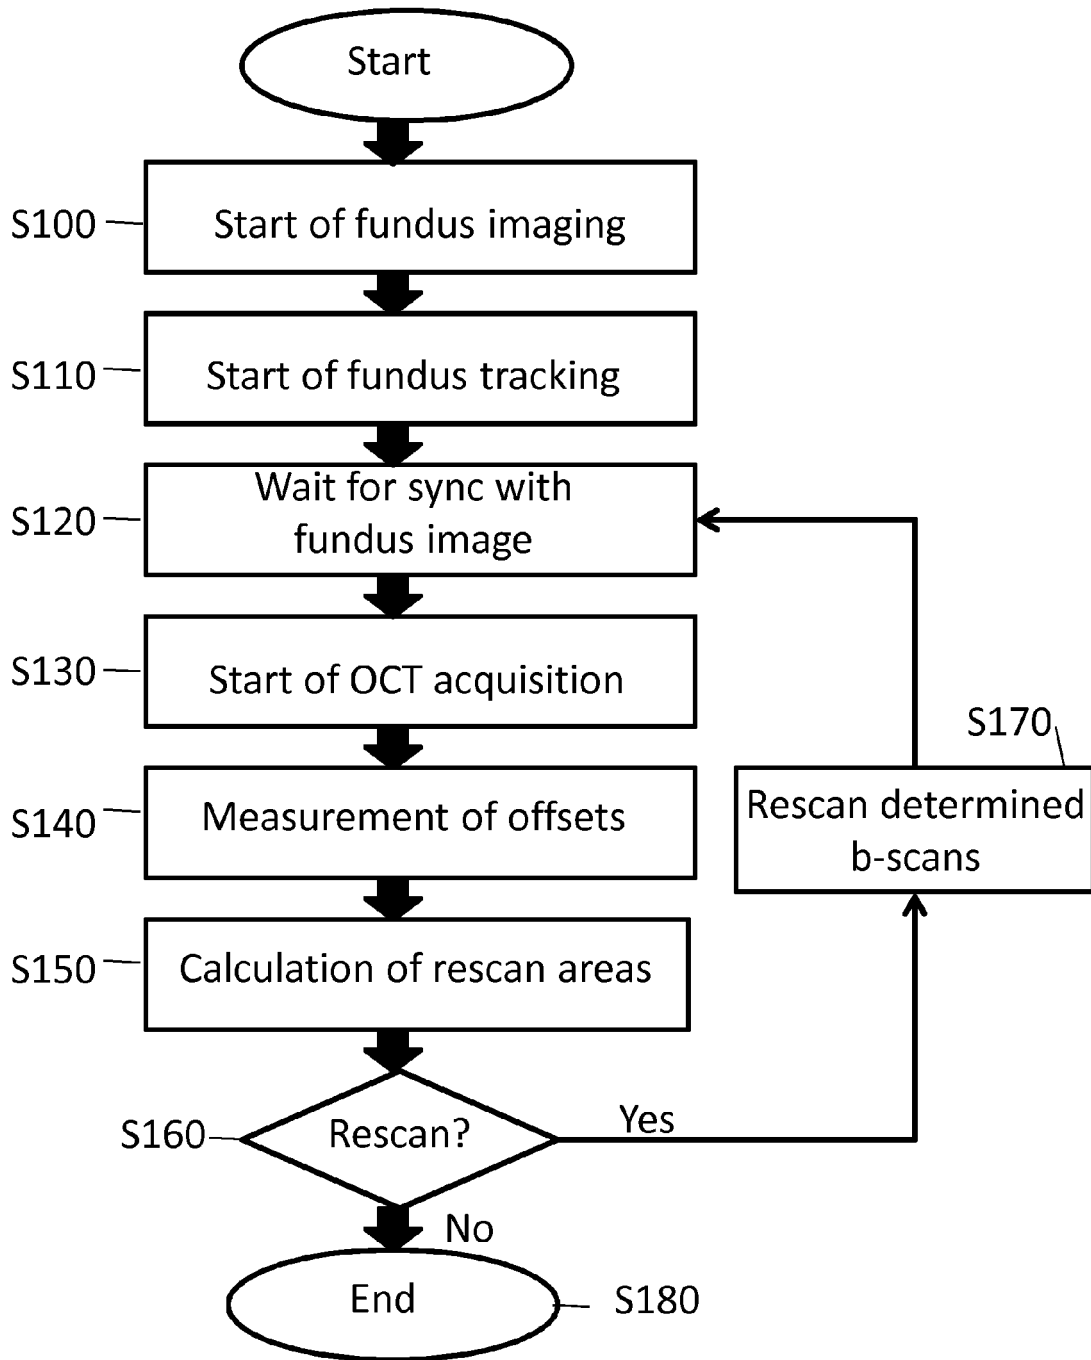 Start
S100
Start of fundus imaging
S110
Start of fundus tracking
S120
Wait for sync with
fundus image
S130
Start of OCT acquisition
S170
S140
Measurement of offsets
Rescan determined
b-scans
S150
Calculation of rescan areas
S160
Rescan?
Yes
No
End
S180